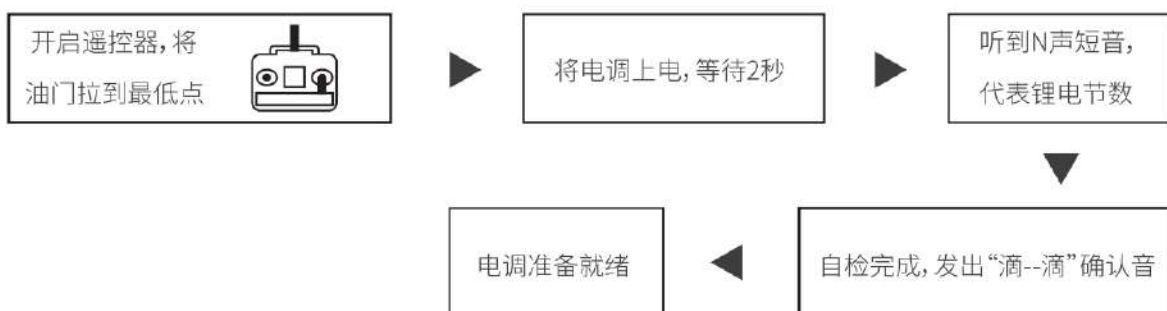 开启遥控器,将
油门拉到最低点
将电调上电,等待2秒
听到N声短音,
代表锂电节数
自检完成,发出“滴--滴”确认音
电调准备就绪